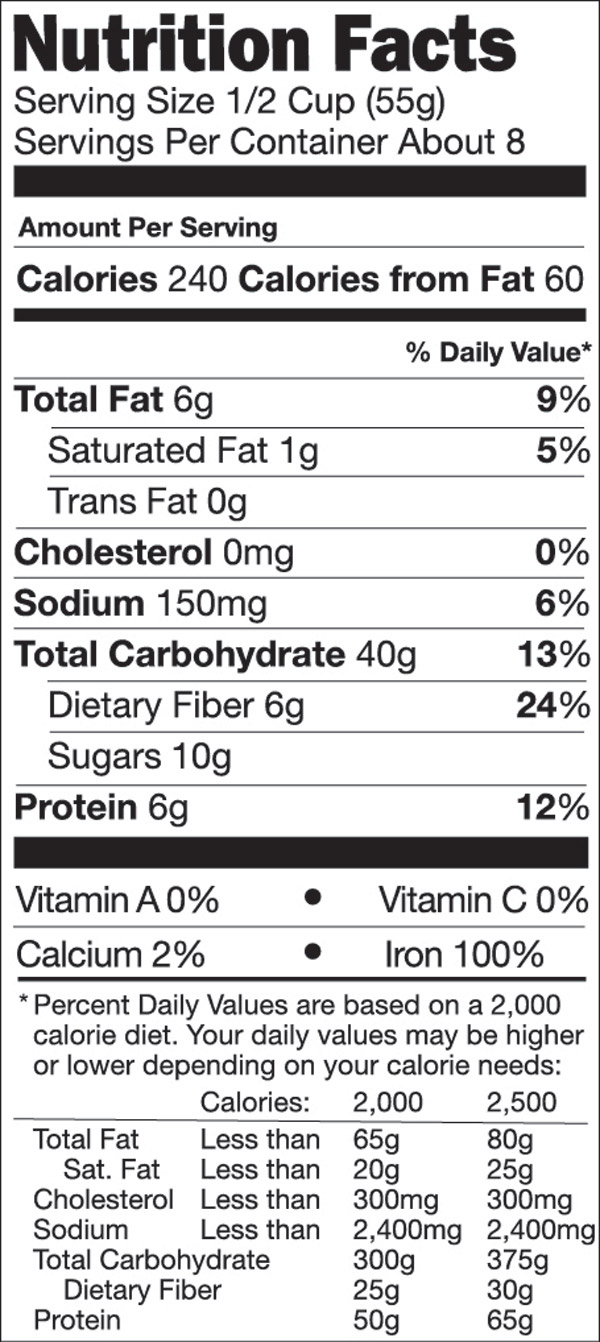 Nutrition Facts
Serving Size 1/2 Cup (55g)
Servings Per Container About 8
Amount Per Serving
Calories 240 Calories from Fat 60
% Daily Value*
Total Fat 6g 9%
Saturated Fat 1g 5%
Trans Fat 0g
Cholesterol 0mg 0%
Sodium 150mg 6%
Total Carbohydrate 40g 13%
Dietary Fiber 6g 24%
Sugars 10g
Protein 6g 12%
Vitamin A 0% • Vitamin C 0%
Calcium 2% • Iron 100%
* Percent Daily Values are based on a 2,000
calorie diet. Your daily values may be higher
or lower depending on your calorie needs:
Calories: 2,000 2,500
Total Fat Less than 65g 80g
Sat. Fat Less than 20g 25g
Cholesterol Less than 300mg 300mg
Sodium Less than 2,400mg 2,400mg
Total Carbohydrate 300g 375g
Dietary Fiber 25g 30g
Protein 50g 65g